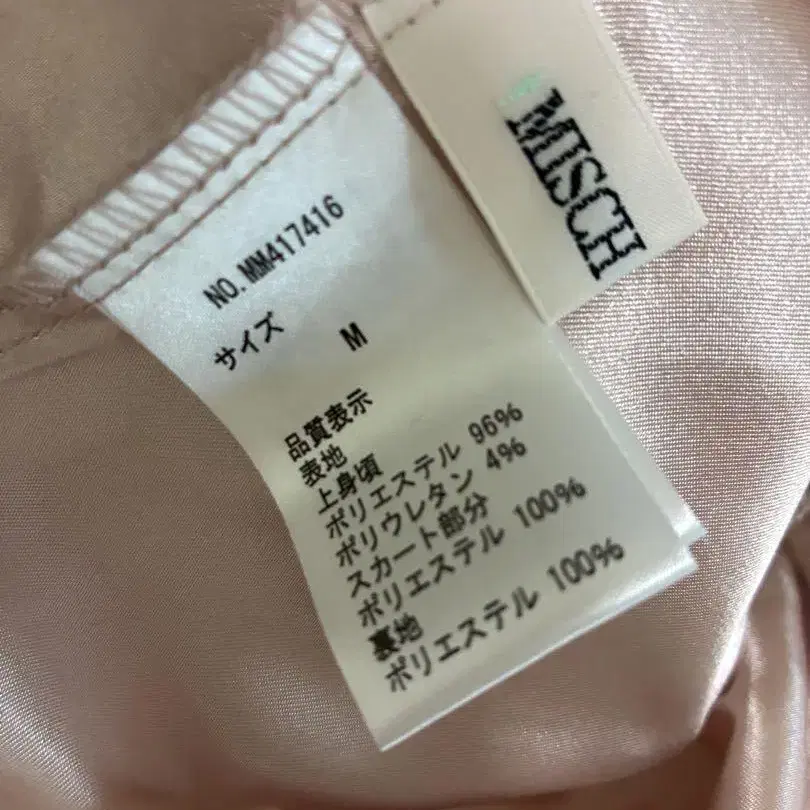 MISCH
NO.MM417416
サイズ M
品質表示
表地
上身頃
ポリエステル 96%
ポリウレタン 4%
スカート部分
ポリエステル 100%
裏地
ポリエステル 100%